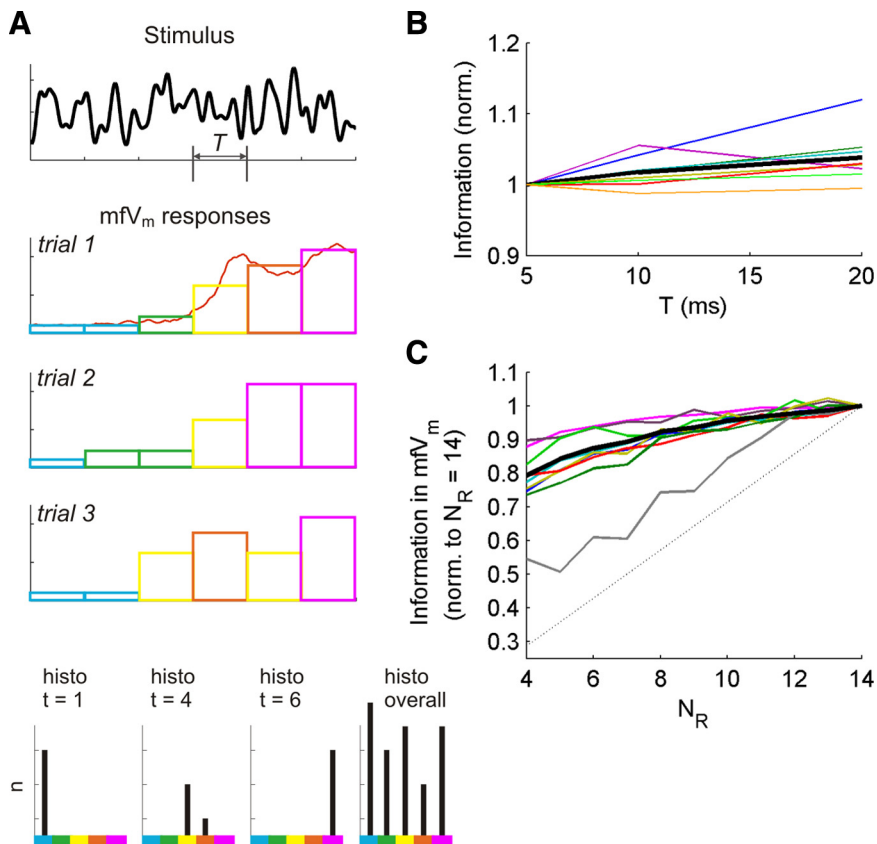 A
Stimulus
T
mfVm responses
trial 1
trial 2
trial 3
histo
t = 1
histo
t = 4
histo
t = 6
histo
overall
n
B
Information (norm.)
1.2
1.1
1
0.9
5
10
15
20
T (ms)
C
Information in mfVm
(norm. to NR = 14)
1.1
1
0.9
0.8
0.7
0.6
0.5
0.4
0.3
4
6
8
10
12
14
NR